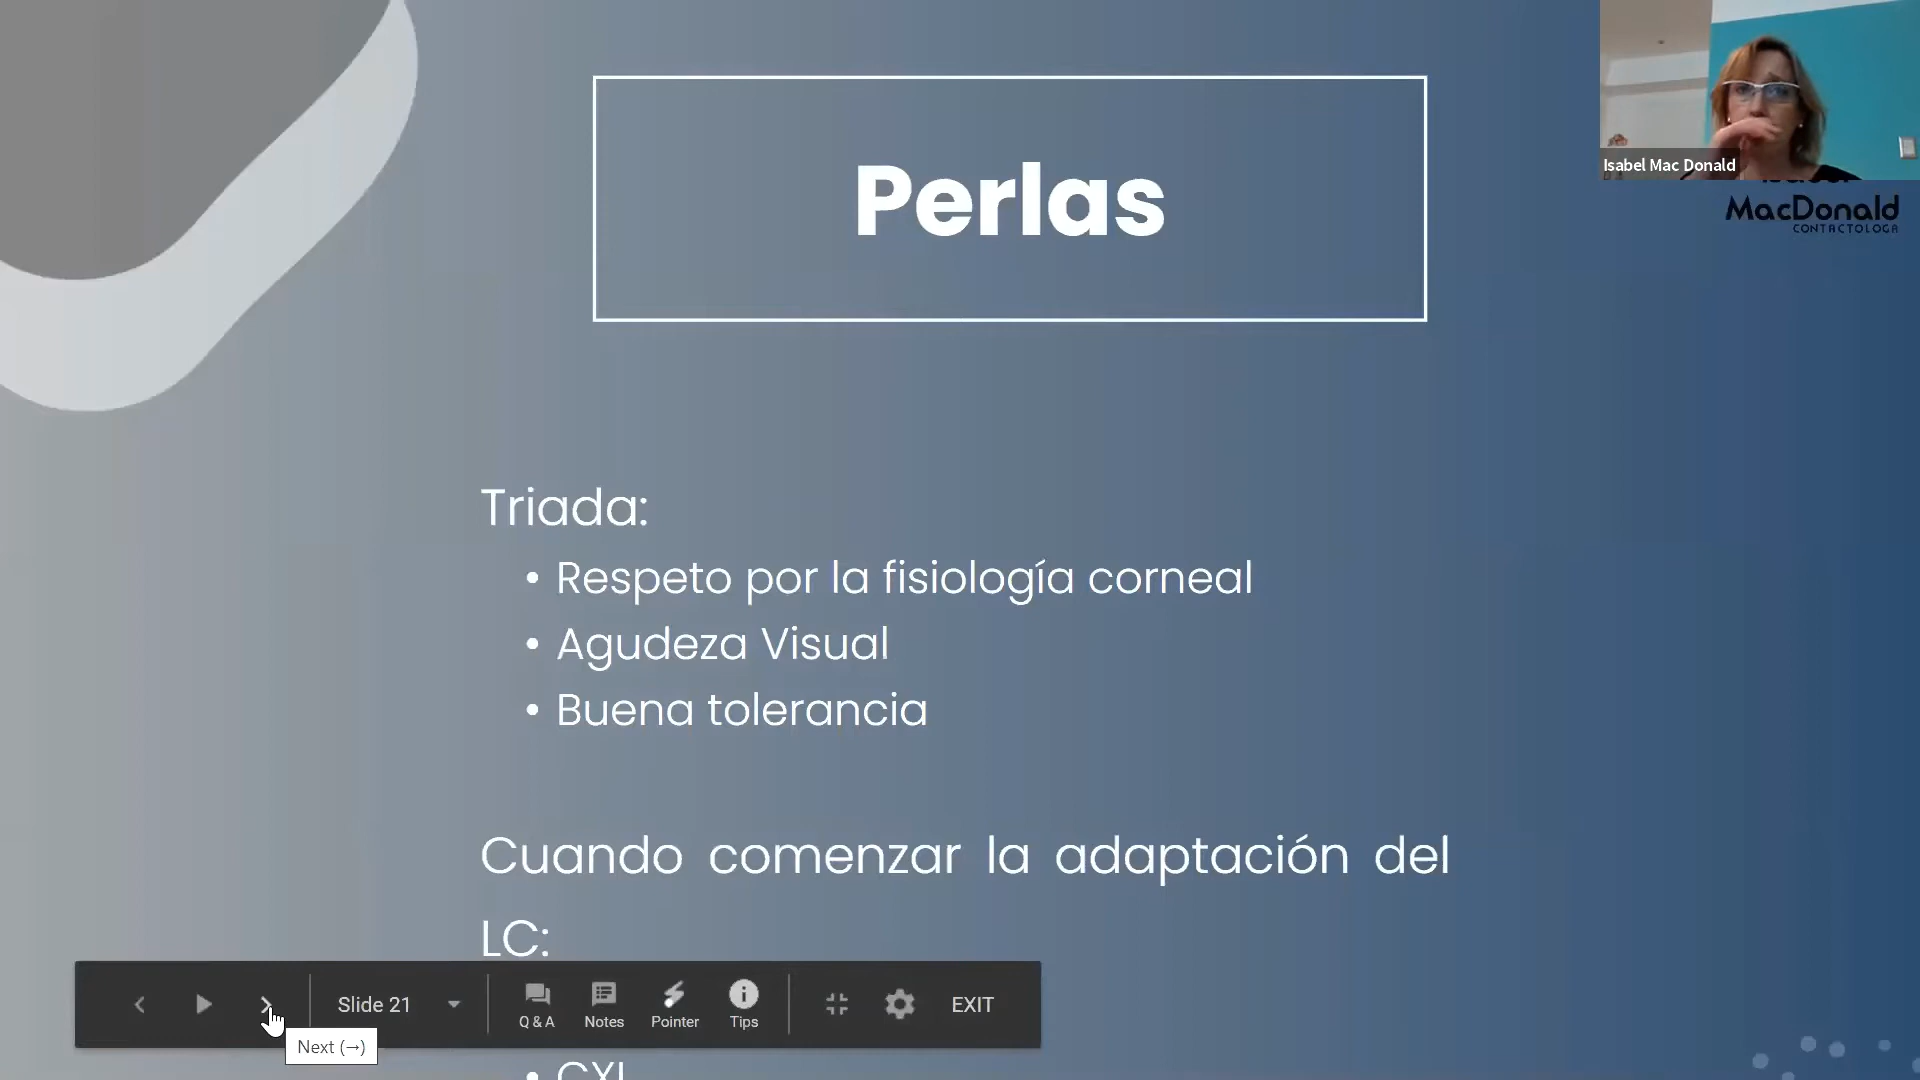 Perlas
Isabel Mac Donald
MacDonald
CONTACTOLOGA
Triada:
• Respeto por la fisiología corneal
• Agudeza Visual
• Buena tolerancia
Cuando comenzar la adaptación del
LC:
Slide 21
Q & A
Notes
Pointer
Tips
EXIT
Next (→)
• CXL